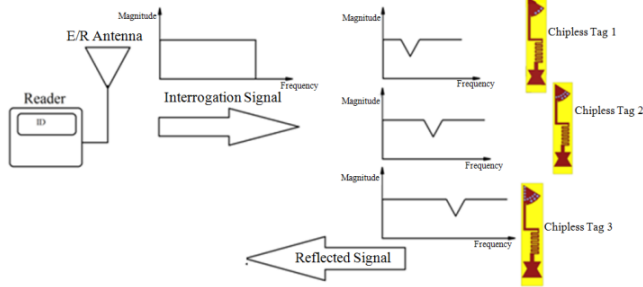 E/R Antenna
Reader
ID
Magnitude
Frequency
Interrogation Signal
Magnitude
Frequency
Chipless Tag 1
Magnitude
Frequency
Chipless Tag 2
Magnitude
Frequency
Chipless Tag 3
Reflected Signal